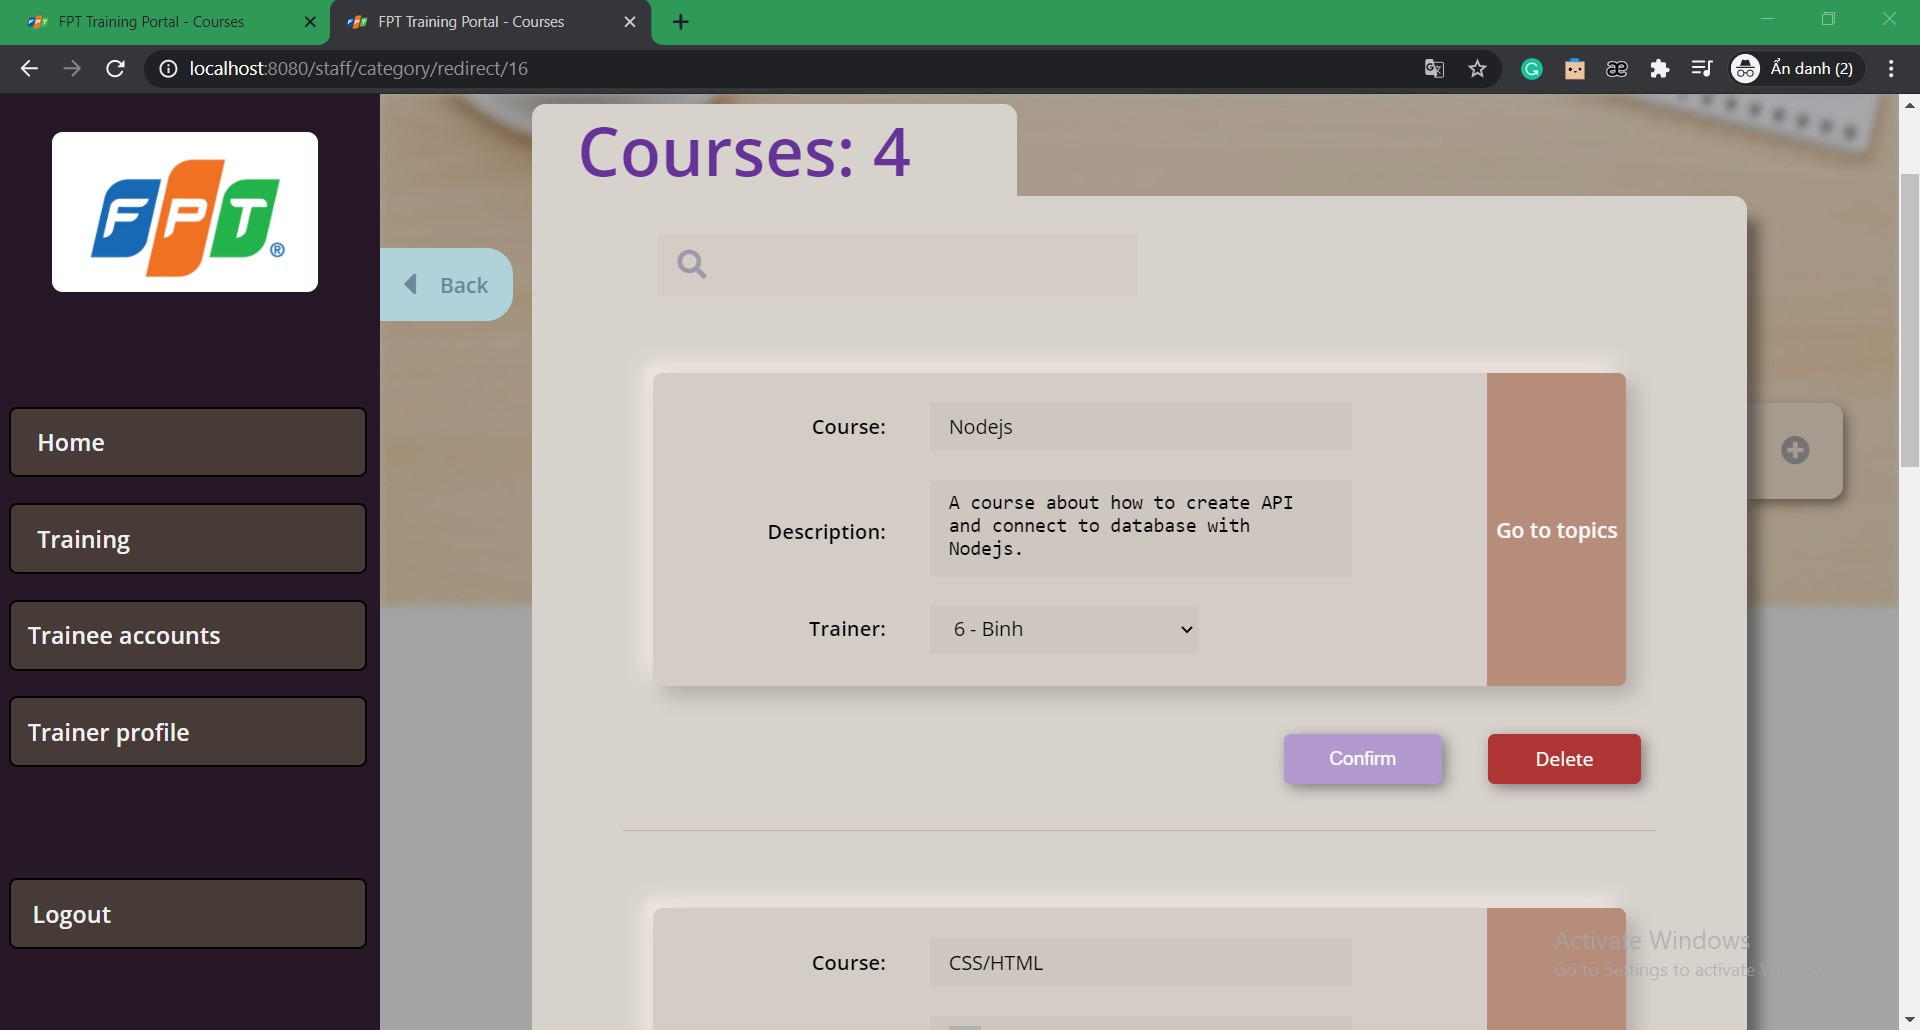 FPT Training Portal - Courses
FPT Training Portal - Courses
localhost:8080/staff/category/redirect/16
Ẩn danh (2)
FPT®
Home
Training
Trainee accounts
Trainer profile
Logout
Back
Courses: 4
Course:
Nodejs
Description:
A course about how to create API
and connect to database with
Nodejs.
Trainer:
6 - Binh
Go to topics
Confirm
Delete
Course:
CSS/HTML
Activate Windows
Go to Settings to activate